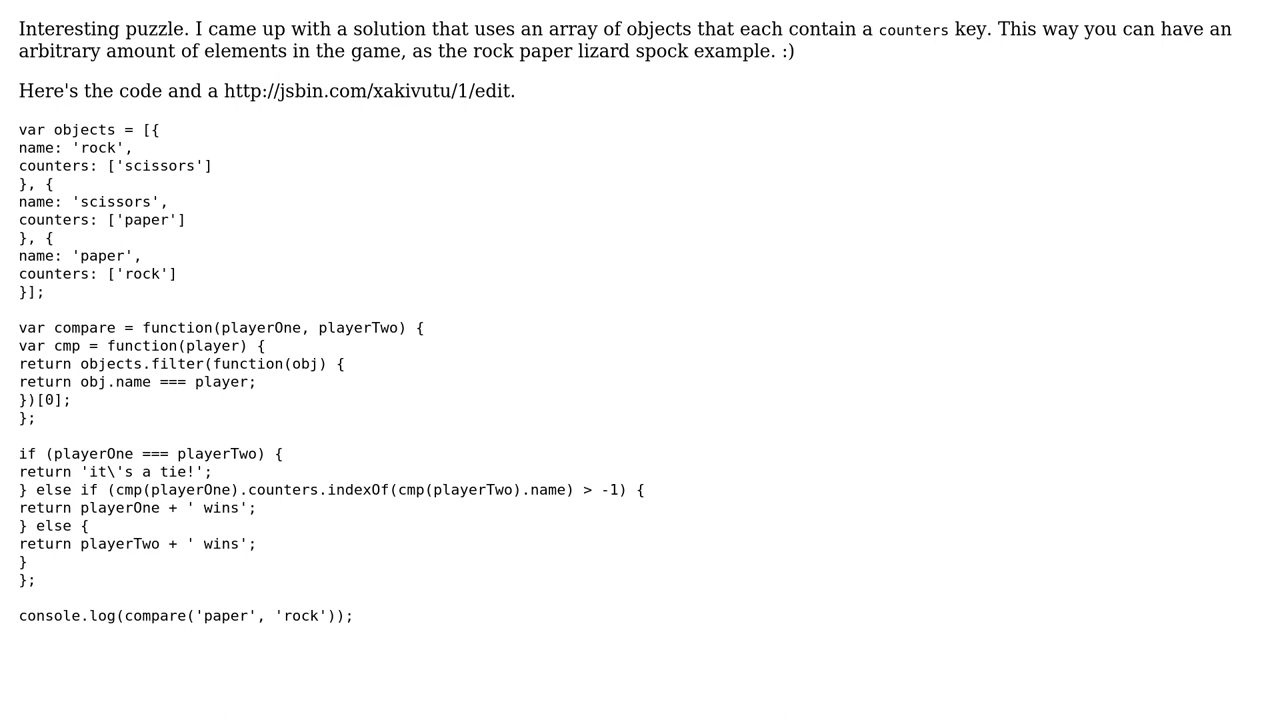 Interesting puzzle. I came up with a solution that uses an array of objects that each contain a counters key. This way you can have an
arbitrary amount of elements in the game, as the rock paper lizard spock example. :)
Here's the code and a http://jsbin.com/xakivutu/1/edit.
var objects = [{
name: 'rock',
counters: ['scissors']
}, {
name: 'scissors',
counters: ['paper']
}, {
name: 'paper',
counters: ['rock']
}];
var compare = function(playerOne, playerTwo) {
var cmp = function(player) {
return objects.filter(function(obj) {
return obj.name === player;
})[0];
};
if (playerOne === playerTwo) {
return 'it\'s a tie!';
} else if (cmp(playerOne).counters.indexOf(cmp(playerTwo).name) > -1) {
return playerOne + ' wins';
} else {
return playerTwo + ' wins';
}
};
console.log(compare('paper', 'rock'));